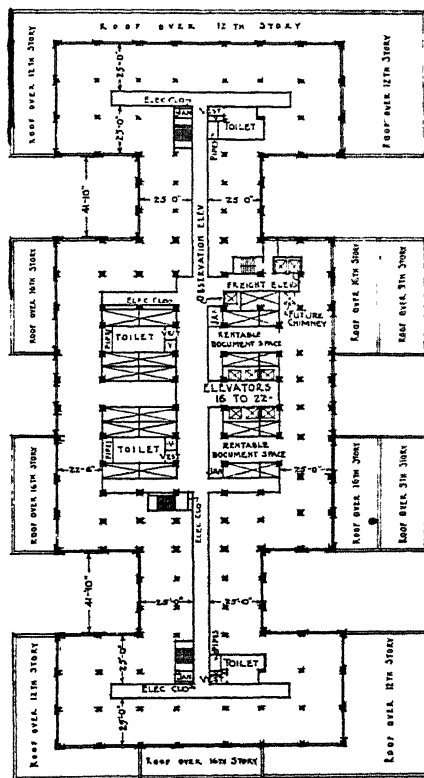 ROOF OVER 12 TH STORY
ROOF OVER 12TH STORY
25'-0"
ROOF OVER 12TH STORY
ELEC CLO
25'-0"
JAN
TOILET
PIPES
41'-10"
25'0"
25'0"
OBSERVATION ELEV
ROOF OVER 16TH STORY
ROOF OVER 16TH STORY
ROOF OVER 9TH STORY
FREIGHT ELEVS
ELEC CLO
FUTURE
CHIMNEY
JAN
PIPES
TOILET
VEST
RENTABLE
DOCUMENT SPACE
ELEVATORS
16 TO 22-
PIPES
TOILET
VEST
RENTABLE
DOCUMENT SPACE
JAN
22'-6"
25'-0"
ROOF OVER 16TH STORY
ROOF OVER 16TH STORY
ROOF OVER 9TH STORY
ELEC CLO
41'-10"
25'-0"
25'-0"
PIPES
TOILET
25'-0"
JAN
ELEC CLO
25'-0"
ROOF OVER 12TH STORY
ROOF OVER 12TH STORY
ROOF OVER 16TH STORY